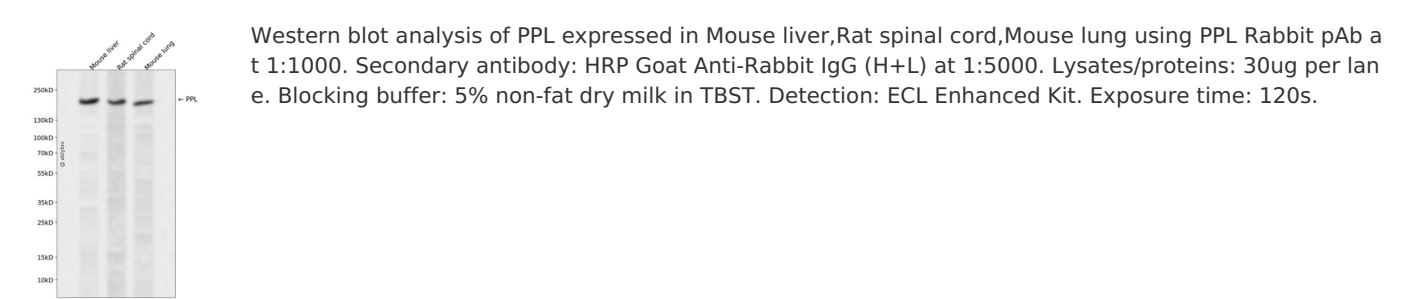 Mouse liver
Rat spinal cord
Mouse lung
250kD
← PPL
130kD
100kD
70kD
55kD
35kD
25kD
15kD
10kD
@ abiybio
Western blot analysis of PPL expressed in Mouse liver,Rat spinal cord,Mouse lung using PPL Rabbit pAb a
t 1:1000. Secondary antibody: HRP Goat Anti-Rabbit IgG (H+L) at 1:5000. Lysates/proteins: 30ug per lan
e. Blocking buffer: 5% non-fat dry milk in TBST. Detection: ECL Enhanced Kit. Exposure time: 120s.